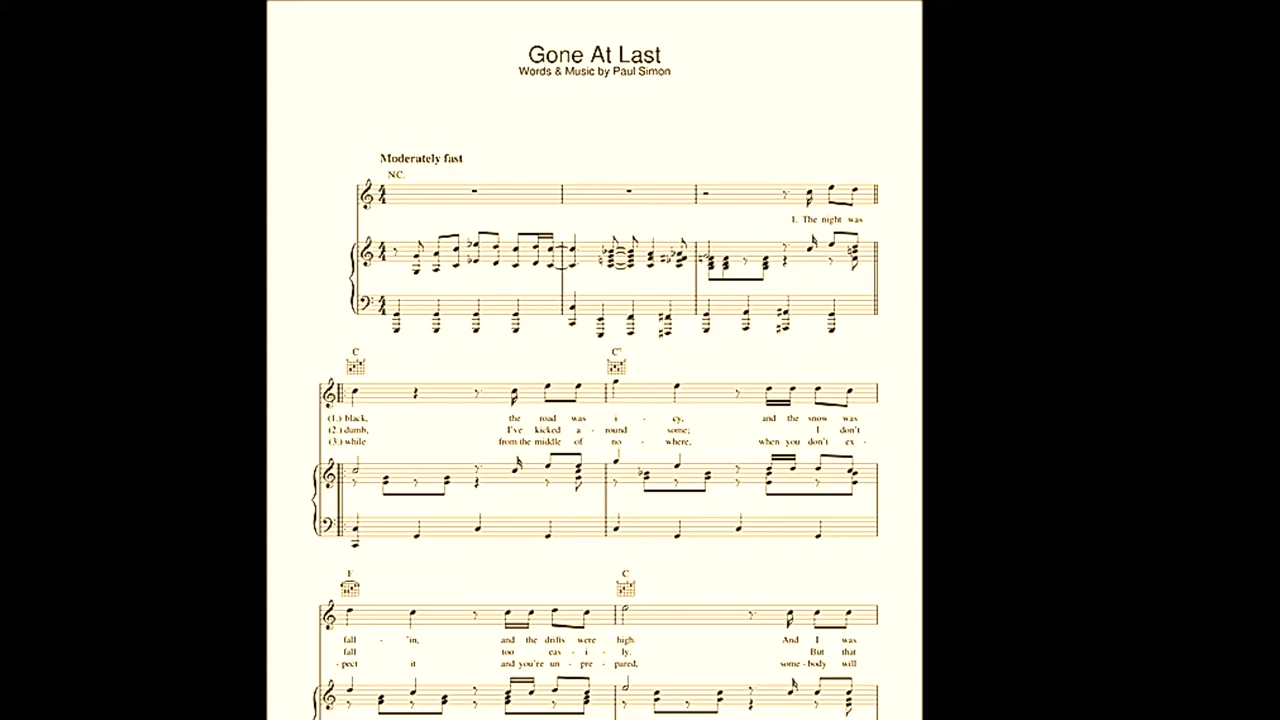 Gone At Last
Words & Music by Paul Simon
Moderately fast
N.C.
1. The night was
C C7
(1.) black, the road was i - cy, and the snow was
(2.) dumb, I've kicked a - round some; I don't
(3.) while from the middle of no - where, when you don't ex -
F C
fall - 'in, and the drifts were high. And I was
fall too eas - i - ly. But that
- pect it and you're un - pre - pared, some - body will